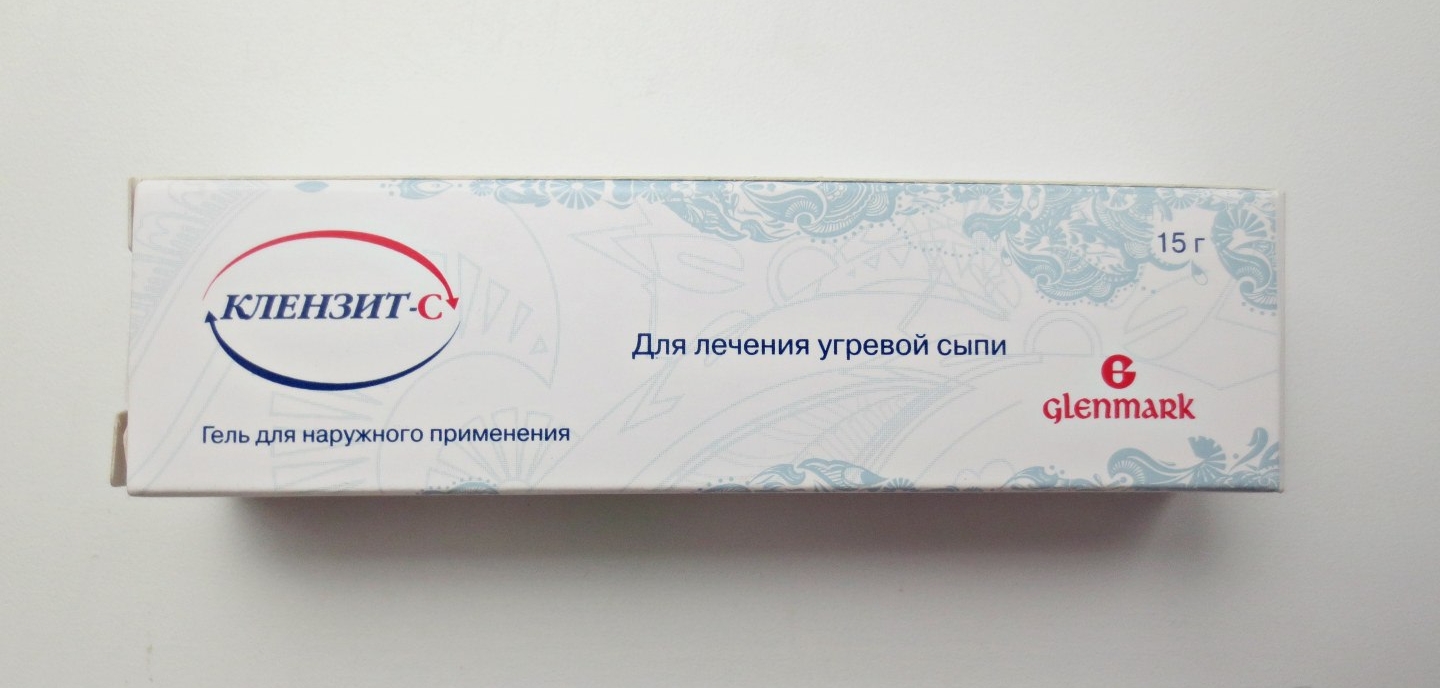 15 г
КЛЕНЗИТ-С
Для лечения угревой сыпи
Glenmark
Гель для наружного применения